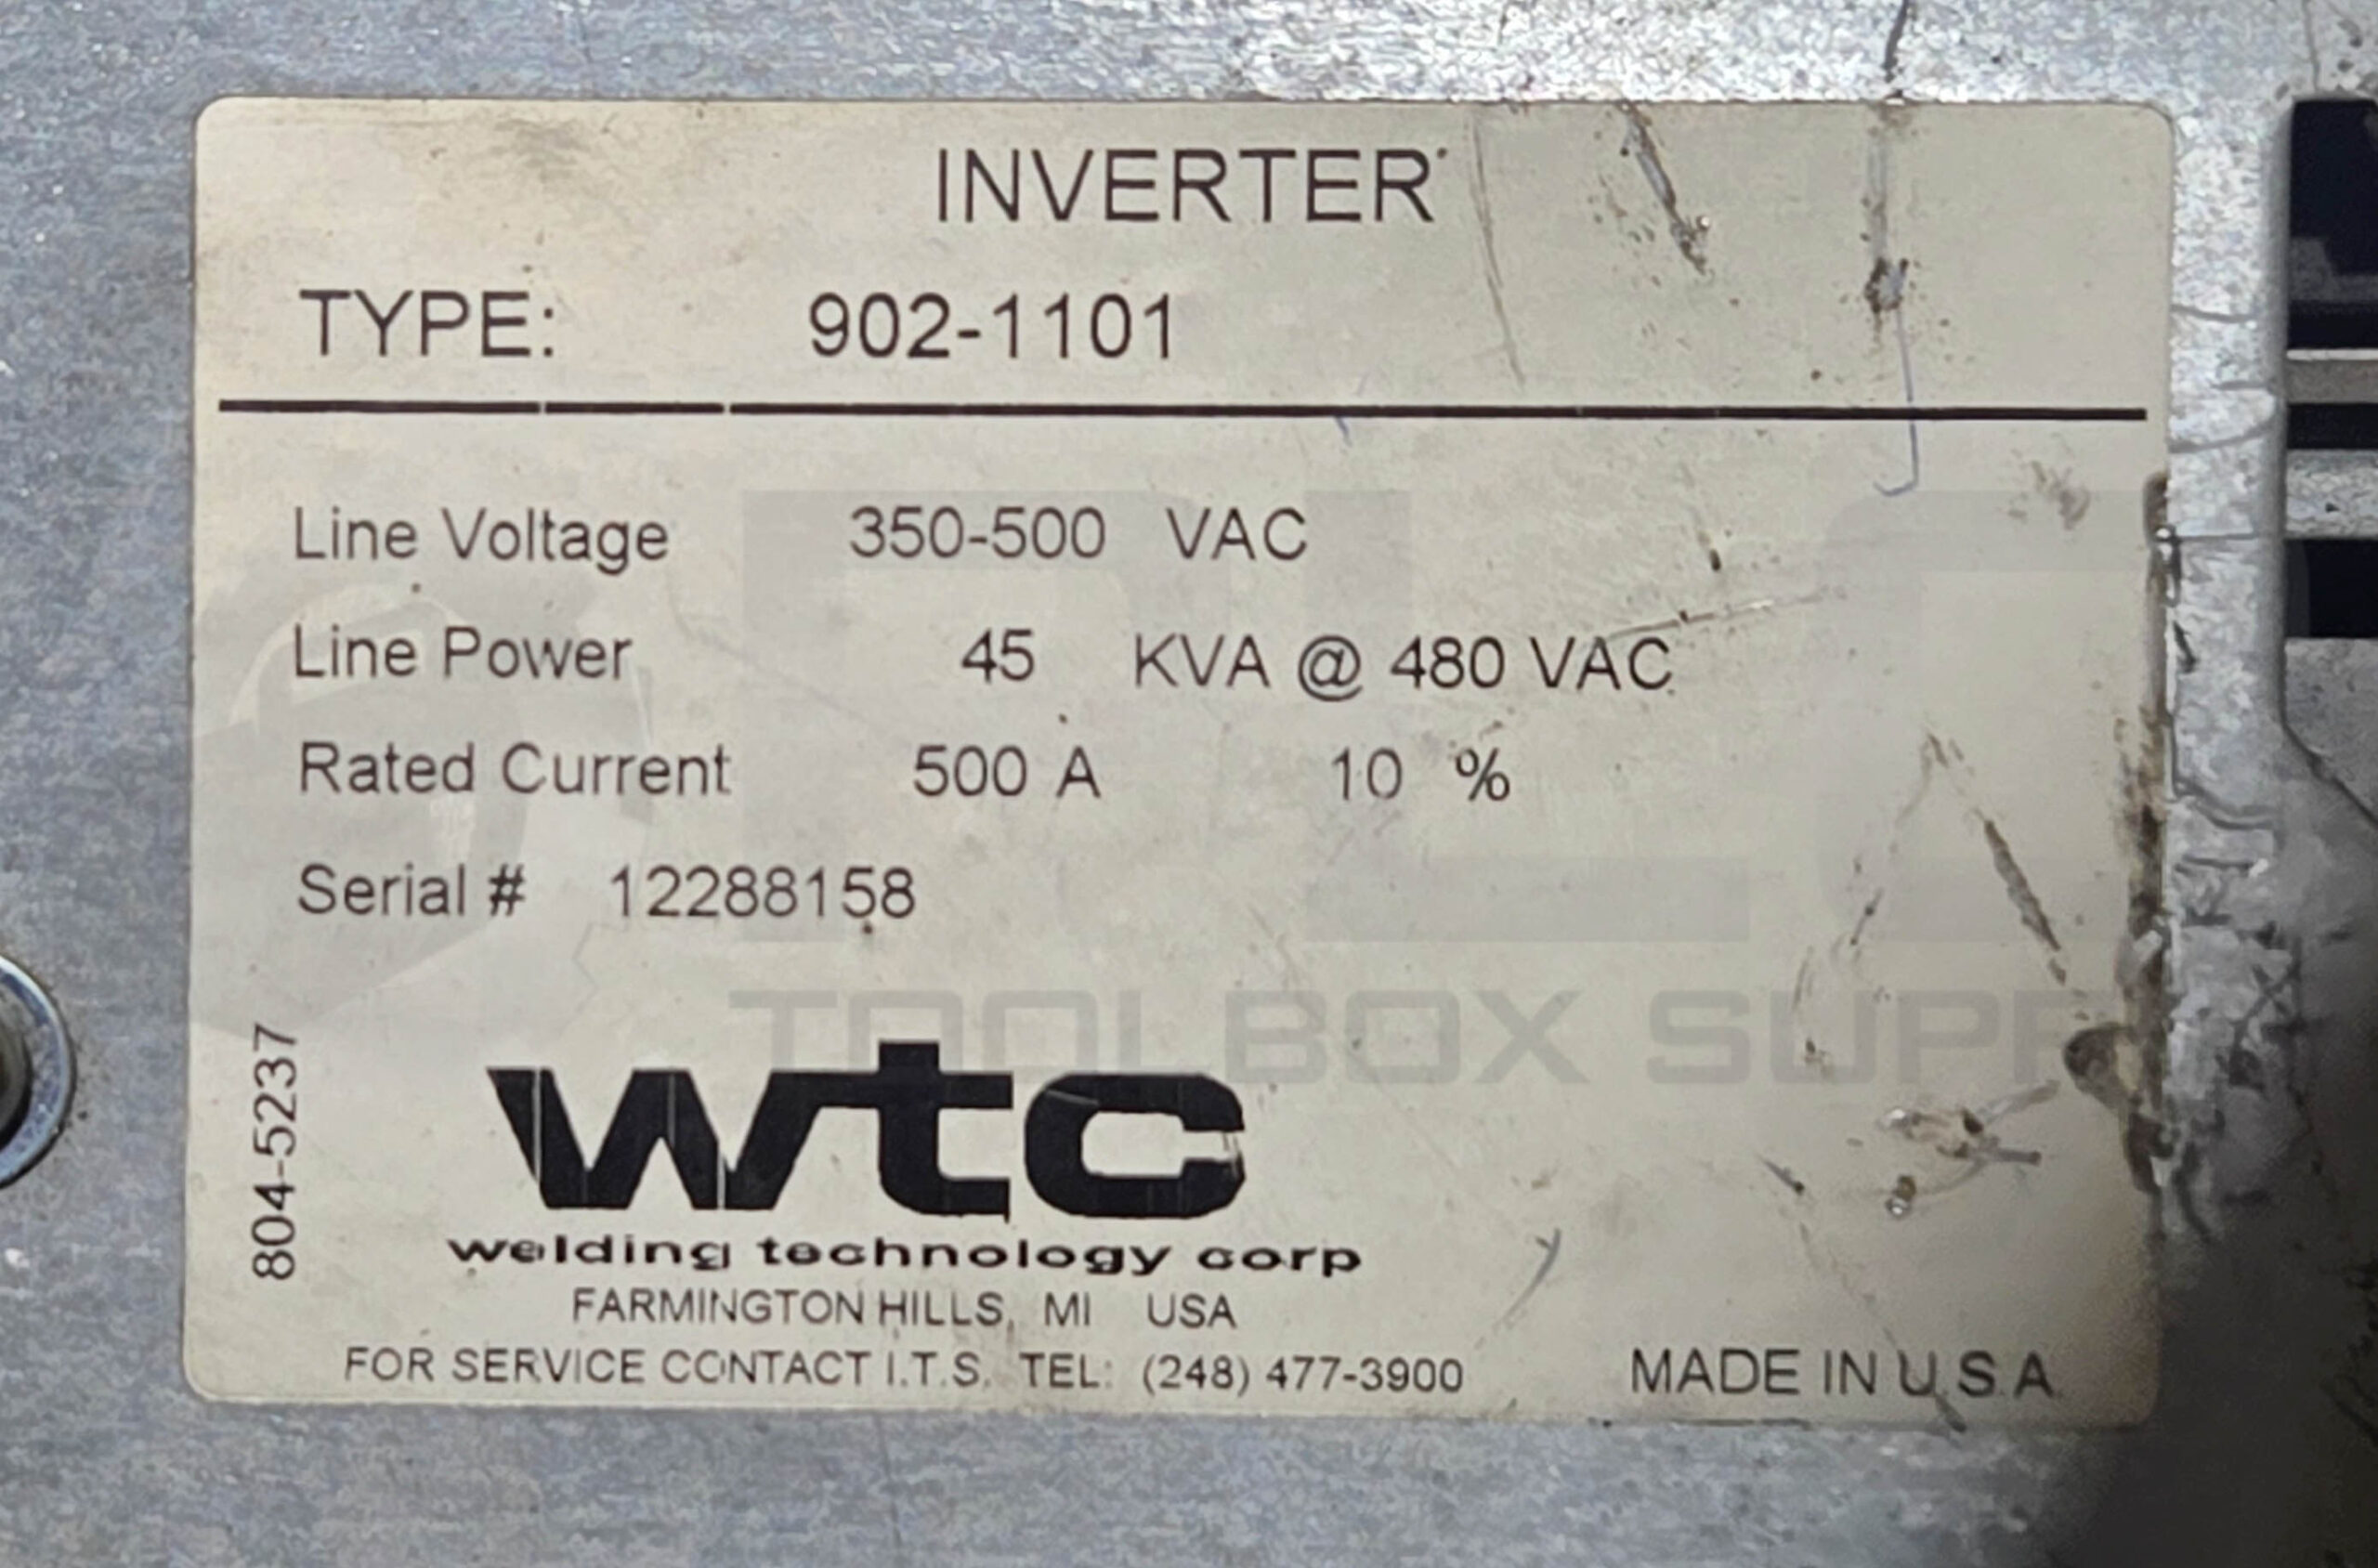 INVERTER
TYPE: 902-1101
Line Voltage 350-500 VAC
Line Power 45 KVA @ 480 VAC
Rated Current 500 A 10 %
Serial # 12288158
804-5237
TOOLBOX
wtc
welding technology corp
FARMINGTON HILLS, MI USA
FOR SERVICE CONTACT I.T.S. TEL: (248) 477-3900 MADE IN U.S.A.